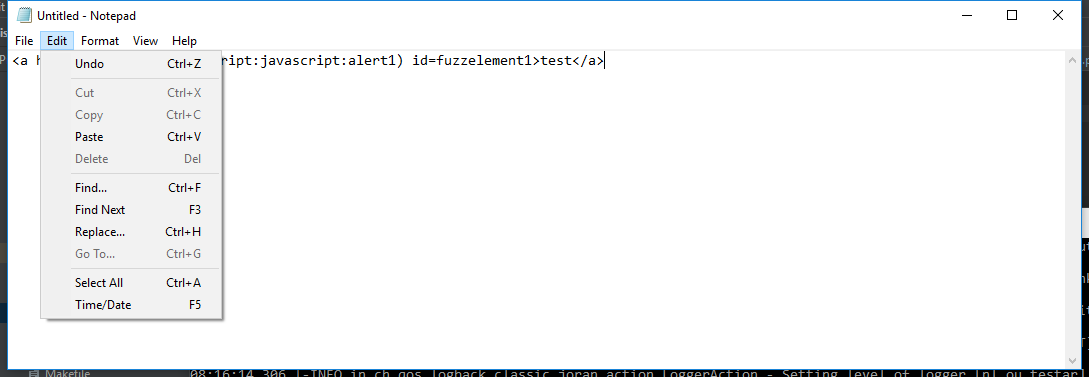 Untitled - Notepad
File Edit Format View Help
<a h ript:javascript:alert1) id=fuzzelement1>test</a>
Undo Ctrl+Z
Cut Ctrl+X
Copy Ctrl+C
Paste Ctrl+V
Delete Del
Find... Ctrl+F
Find Next F3
Replace... Ctrl+H
Go To... Ctrl+G
Select All Ctrl+A
Time/Date F5
Makefile 08:16:14,306 |-INFO in ch.qos.logback.classic.joran.action.LoggerAction - Setting level of logger [nl.ou.testar